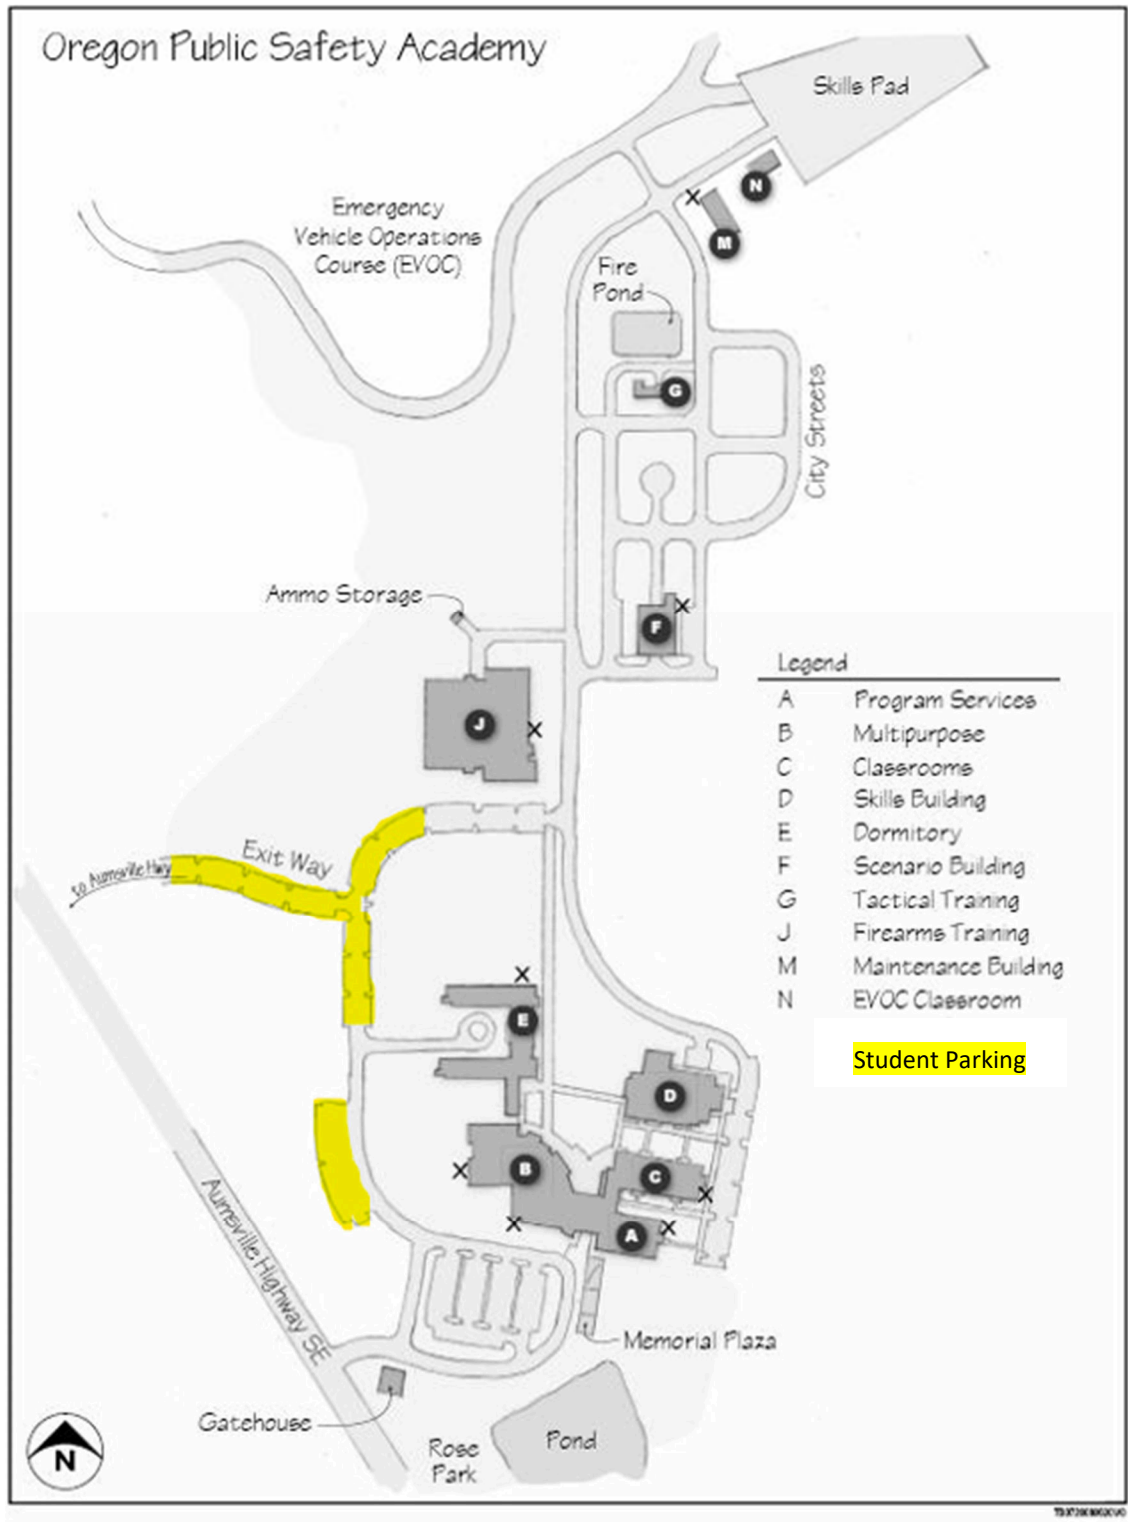 Oregon Public Safety Academy
Skills Pad
N
M
Emergency
Vehicle Operations
Course (EVOC)
Fire
Pond
G
City Streets
Ammo Storage
F
J
Legend
A Program Services
B Multipurpose
C Classrooms
D Skills Building
E Dormitory
F Scenario Building
G Tactical Training
J Firearms Training
M Maintenance Building
N EVOC Classroom
Student Parking
Exit Way
to Aumsville Hwy
X
X
X
X
E
D
B
C
A
X
X
X
X
Aumsville Highway SE
Memorial Plaza
Gatehouse
Rose
Park
Pond
N